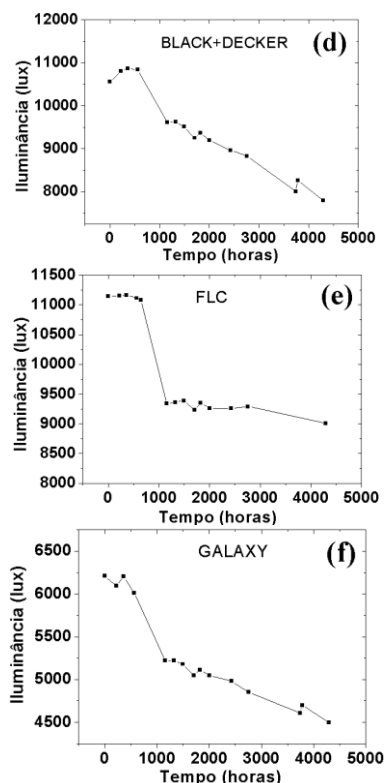 BLACK+DECKER (d)
Iluminância (lux)
11000
10000
9000
8000
0 1000 2000 3000 4000 5000
Tempo (horas)
FLC (e)
Iluminância (lux)
11500
11000
10500
10000
9500
9000
8500
8000
0 1000 2000 3000 4000 5000
Tempo (horas)
GALAXY (f)
Iluminância (lux)
6500
6000
5500
5000
4500
0 1000 2000 3000 4000 5000
Tempo (horas)